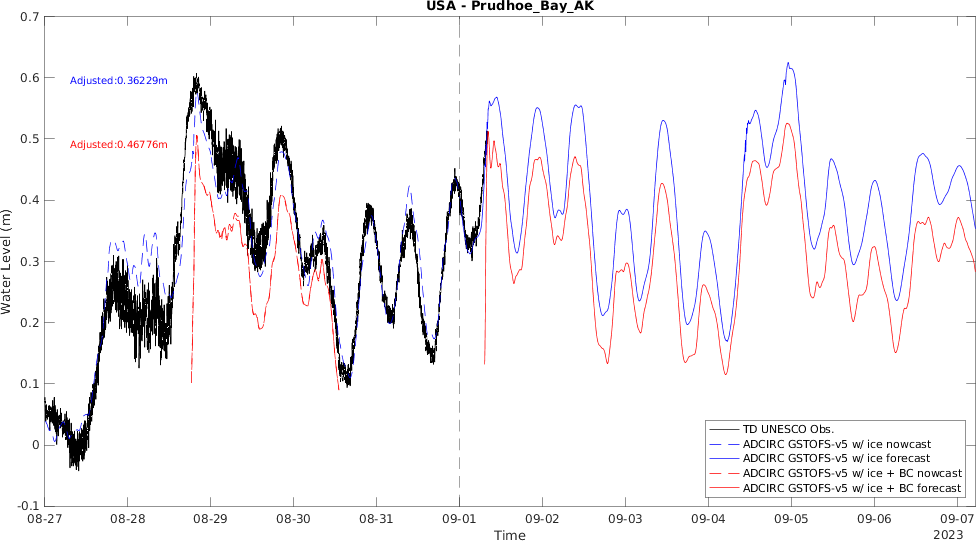 USA - Prudhoe_Bay_AK
0.7
0.6
0.5
0.4
0.3
0.2
0.1
0
-0.1
Water Level (m)
Adjusted:0.36229m
Adjusted:0.46776m
TD UNESCO Obs.
ADCIRC GSTOFS-v5 w/ ice nowcast
ADCIRC GSTOFS-v5 w/ ice forecast
ADCIRC GSTOFS-v5 w/ ice + BC nowcast
ADCIRC GSTOFS-v5 w/ ice + BC forecast
08-27 08-28 08-29 08-30 08-31 09-01 09-02 09-03 09-04 09-05 09-06 09-07
Time
2023